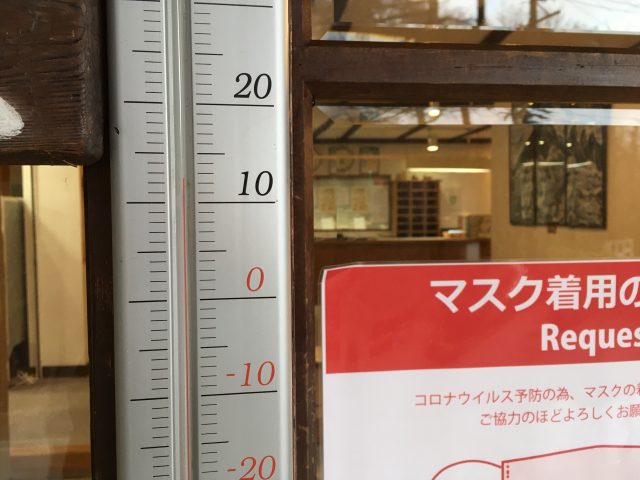 20
10
0
-10
-20
マスク着用の
Reques
コロナウイルス予防の為、マスクの着
ご協力のほどよろしくお願